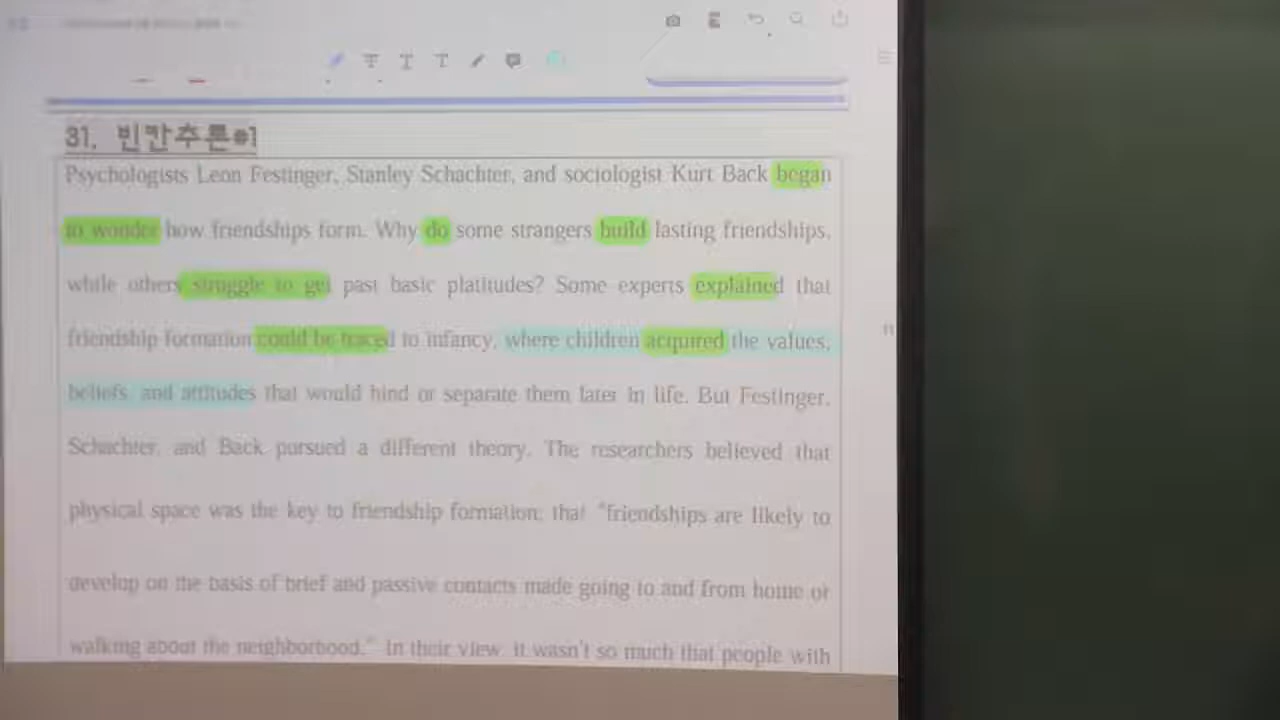 31. 빈칸추론#1
Psychologists Leon Festinger, Stanley Schachter, and sociologist Kurt Back began
to wonder how friendships form. Why do some strangers build lasting friendships,
while others struggle to get past basic platitudes? Some experts explained that
friendship formation could be traced to infancy, where children acquired the values,
beliefs, and attitudes that would bind or separate them later in life. But Festinger,
Schachter, and Back pursued a different theory. The researchers believed that
physical space was the key to friendship formation; that "friendships are likely to
develop on the basis of brief and passive contacts made going to and from home or
walking about the neighborhood." In their view, it wasn't so much that people with